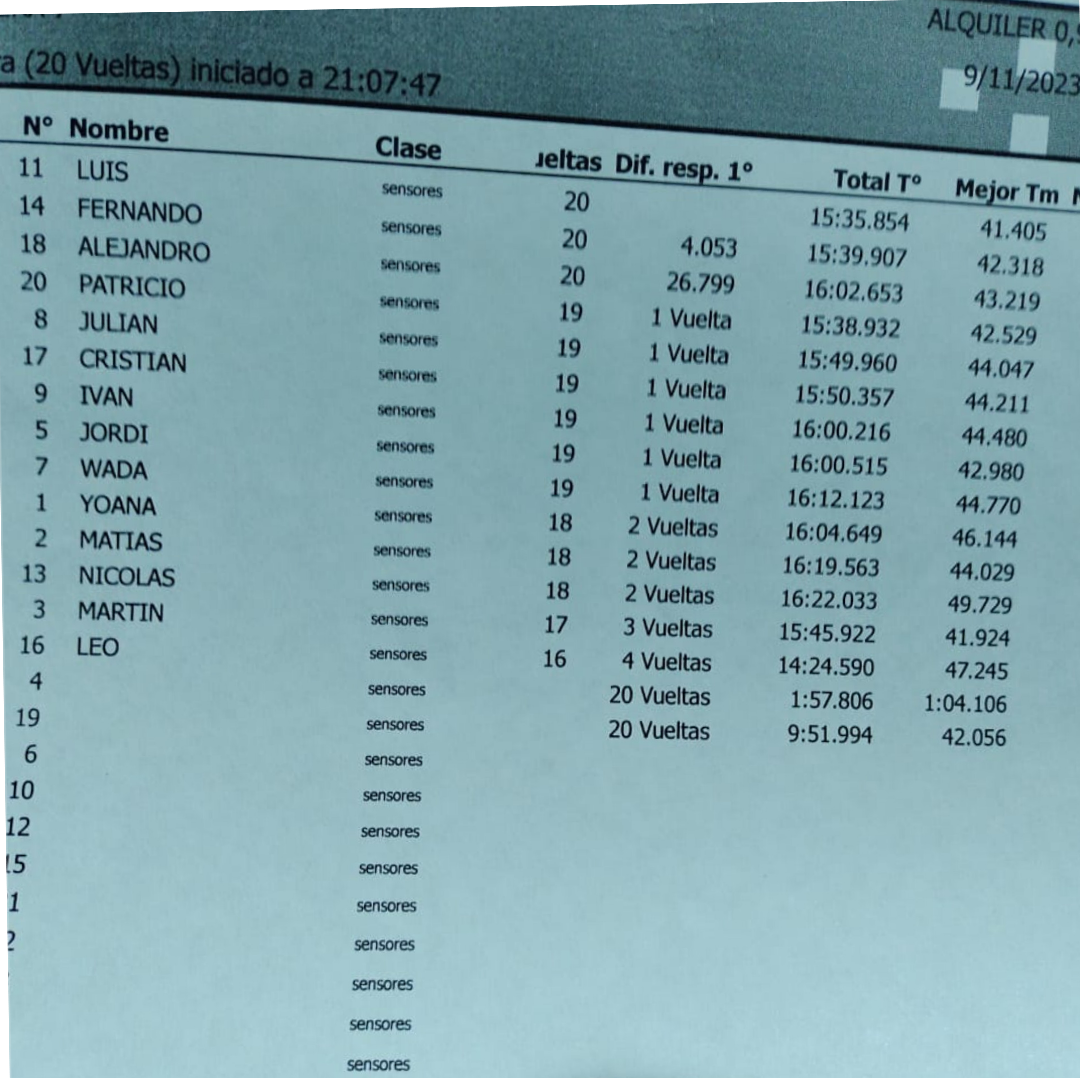 ALQUILER 0,
a (20 Vueltas) iniciado a 21:07:47 9/11/2023
N° Nombre Clase ueltas Dif. resp. 1° Total T° Mejor Tm
11 LUIS sensores 20 15:35.854 41.405
14 FERNANDO sensores 20 4.053 15:39.907 42.318
18 ALEJANDRO sensores 20 26.799 16:02.653 43.219
20 PATRICIO sensores 19 1 Vuelta 15:38.932 42.529
8 JULIAN sensores 19 1 Vuelta 15:49.960 44.047
17 CRISTIAN sensores 19 1 Vuelta 15:50.357 44.211
9 IVAN sensores 19 1 Vuelta 16:00.216 44.480
5 JORDI sensores 19 1 Vuelta 16:00.515 42.980
7 WADA sensores 19 1 Vuelta 16:12.123 44.770
1 YOANA sensores 18 2 Vueltas 16:04.649 46.144
2 MATIAS sensores 18 2 Vueltas 16:19.563 44.029
13 NICOLAS sensores 18 2 Vueltas 16:22.033 49.729
3 MARTIN sensores 17 3 Vueltas 15:45.922 41.924
16 LEO sensores 16 4 Vueltas 14:24.590 47.245
4 sensores 20 Vueltas 1:57.806 1:04.106
19 sensores 20 Vueltas 9:51.994 42.056
6 sensores
10 sensores
12 sensores
15 sensores
1 sensores
2 sensores
sensores
sensores
sensores